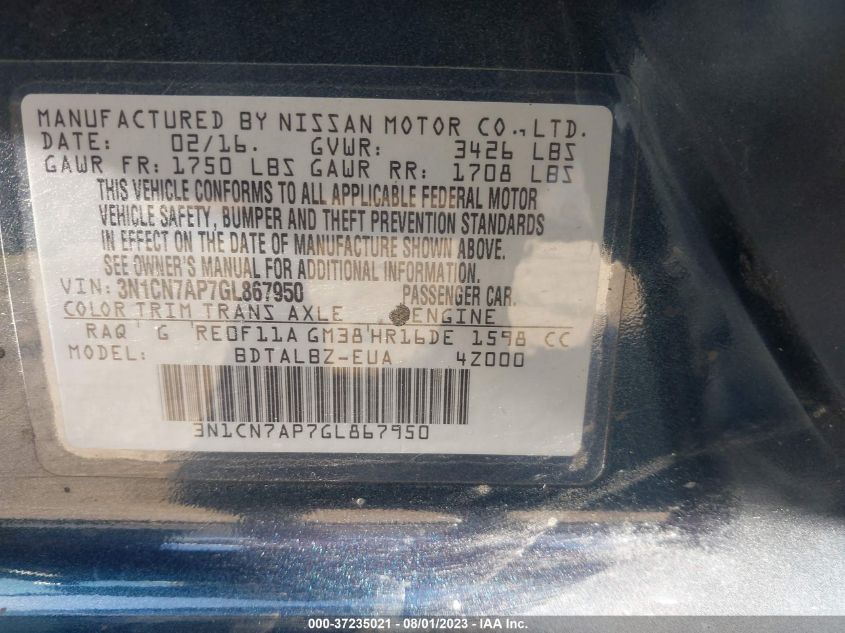 MANUFACTURED BY NISSAN MOTOR CO., LTD.
DATE: 02/16. GVWR: 3426 LBS
GAWR FR: 1750 LBS GAWR RR: 1708 LBS
THIS VEHICLE CONFORMS TO ALL APPLICABLE FEDERAL MOTOR
VEHICLE SAFETY, BUMPER AND THEFT PREVENTION STANDARDS
IN EFFECT ON THE DATE OF MANUFACTURE SHOWN ABOVE.
SEE OWNER'S MANUAL FOR ADDITIONAL INFORMATION.
VIN: 3N1CN7AP7GL867950 PASSENGER CAR.
COLOR TRIM TRANS AXLE ENGINE
RAQ G RE0F11A GM38 HR16DE 1598 CC
MODEL: BDTALBZ-EUA 4Z000
3N1CN7AP7GL867950
000-37235021 - 08/01/2023 - IAA Inc.